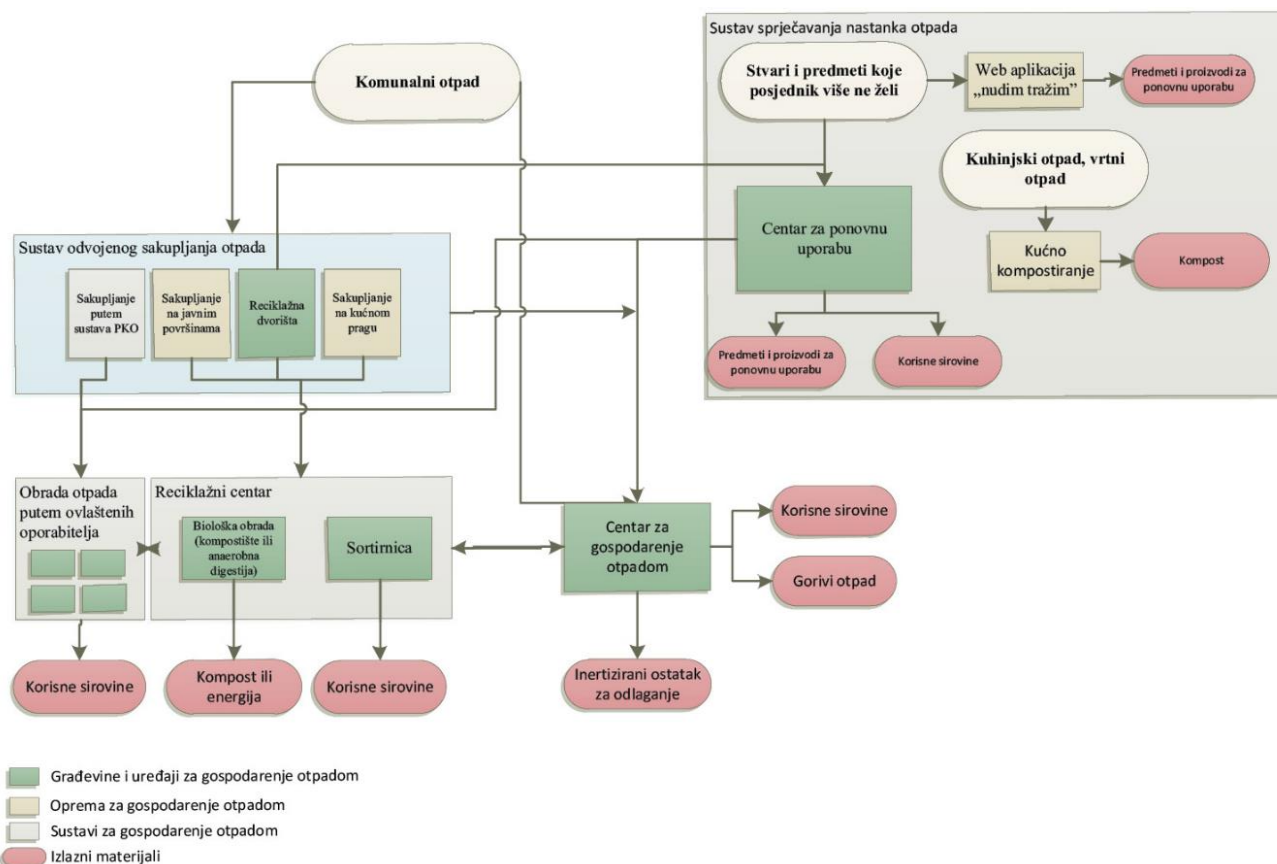 Sustav sprječavanja nastanka otpada
Komunalni otpad
Stvari i predmeti koje
posjednik više ne želi
Web aplikacija
„nudim tražim”
Predmeti i proizvodi za
ponovnu uporabu
Kuhinjski otpad, vrtni
otpad
Centar za ponovnu
uporabu
Kućno
kompostiranje
Kompost
Predmeti i proizvodi za
ponovnu uporabu
Korisne sirovine
Sustav odvojenog sakupljanja otpada
Sakupljanje
putem
sustava PKO
Sakupljanje
na javnim
površinama
Reciklažna
dvorišta
Sakupljanje
na kućnom
pragu
Obrada otpada
putem ovlaštenih
oporabitelja
Reciklažni centar
Biološka obrada
(kompostište ili
anaerobna
digestija)
Sortirnica
Centar za
gospodarenje
otpadom
Korisne sirovine
Gorivi otpad
Korisne sirovine
Kompost ili
energija
Korisne sirovine
Inertizirani ostatak
za odlaganje
Građevine i uređaji za gospodarenje otpadom
Oprema za gospodarenje otpadom
Sustavi za gospodarenje otpadom
Izlazni materijali